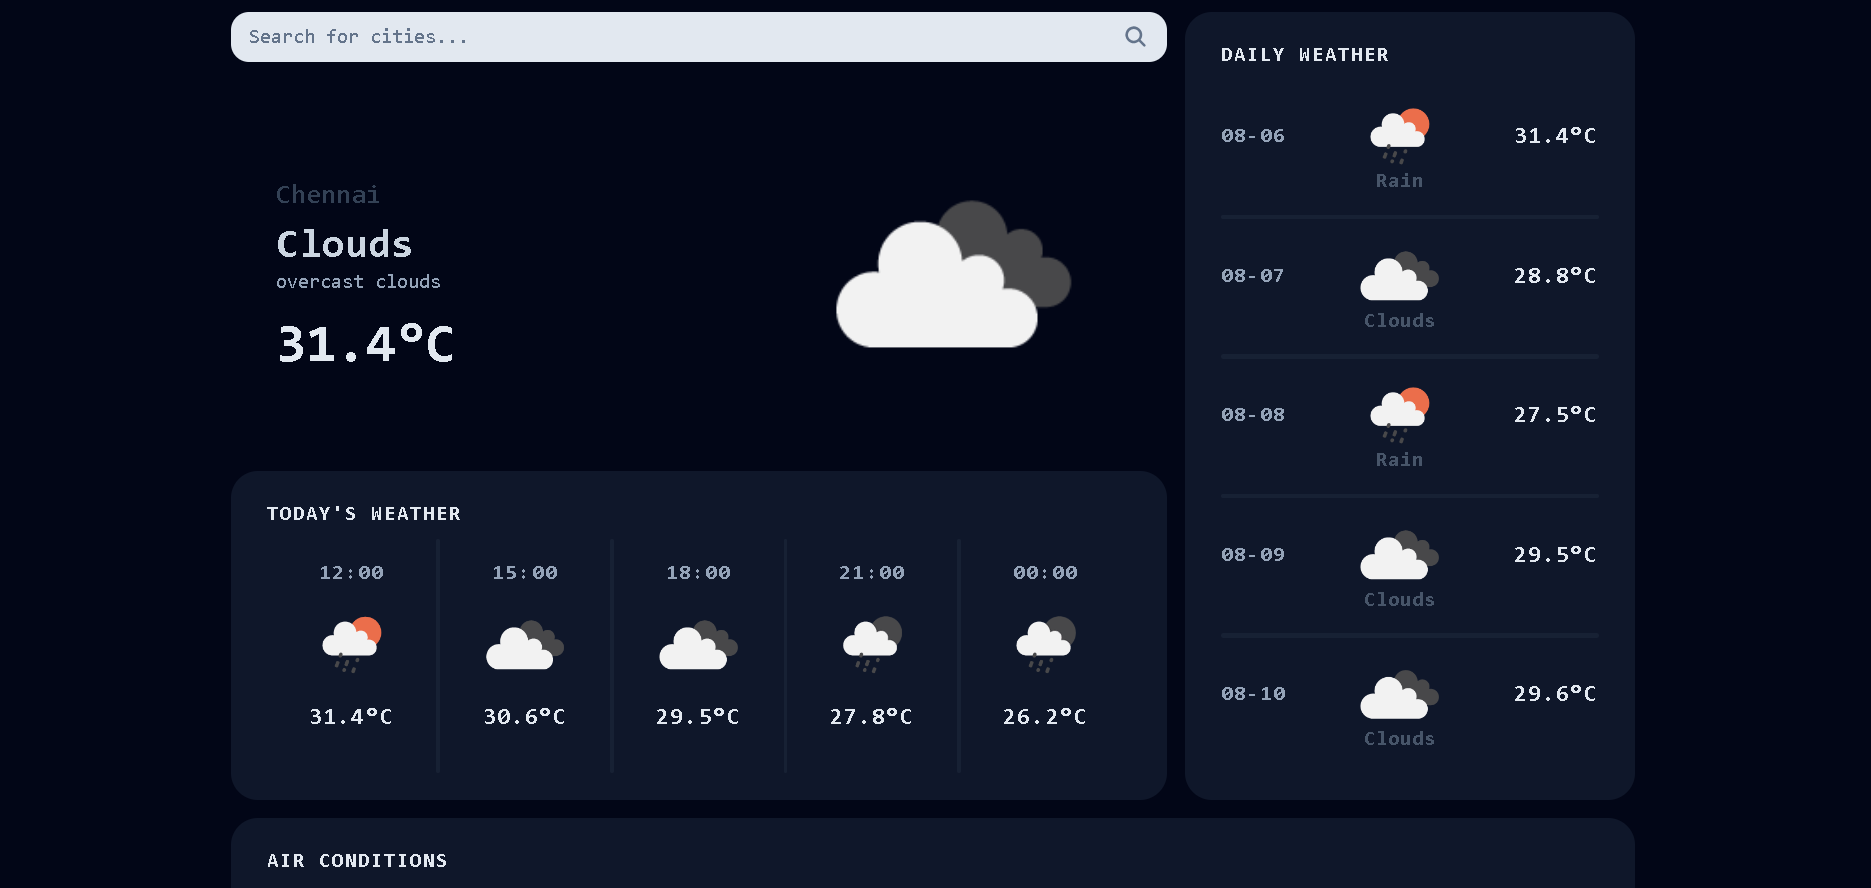 Search for cities...
Chennai
Clouds
overcast clouds
31.4°C
TODAY'S WEATHER
12:00 15:00 18:00 21:00 00:00
31.4°C 30.6°C 29.5°C 27.8°C 26.2°C
DAILY WEATHER
08-06 31.4°C
Rain
08-07 28.8°C
Clouds
08-08 27.5°C
Rain
08-09 29.5°C
Clouds
08-10 29.6°C
Clouds
AIR CONDITIONS